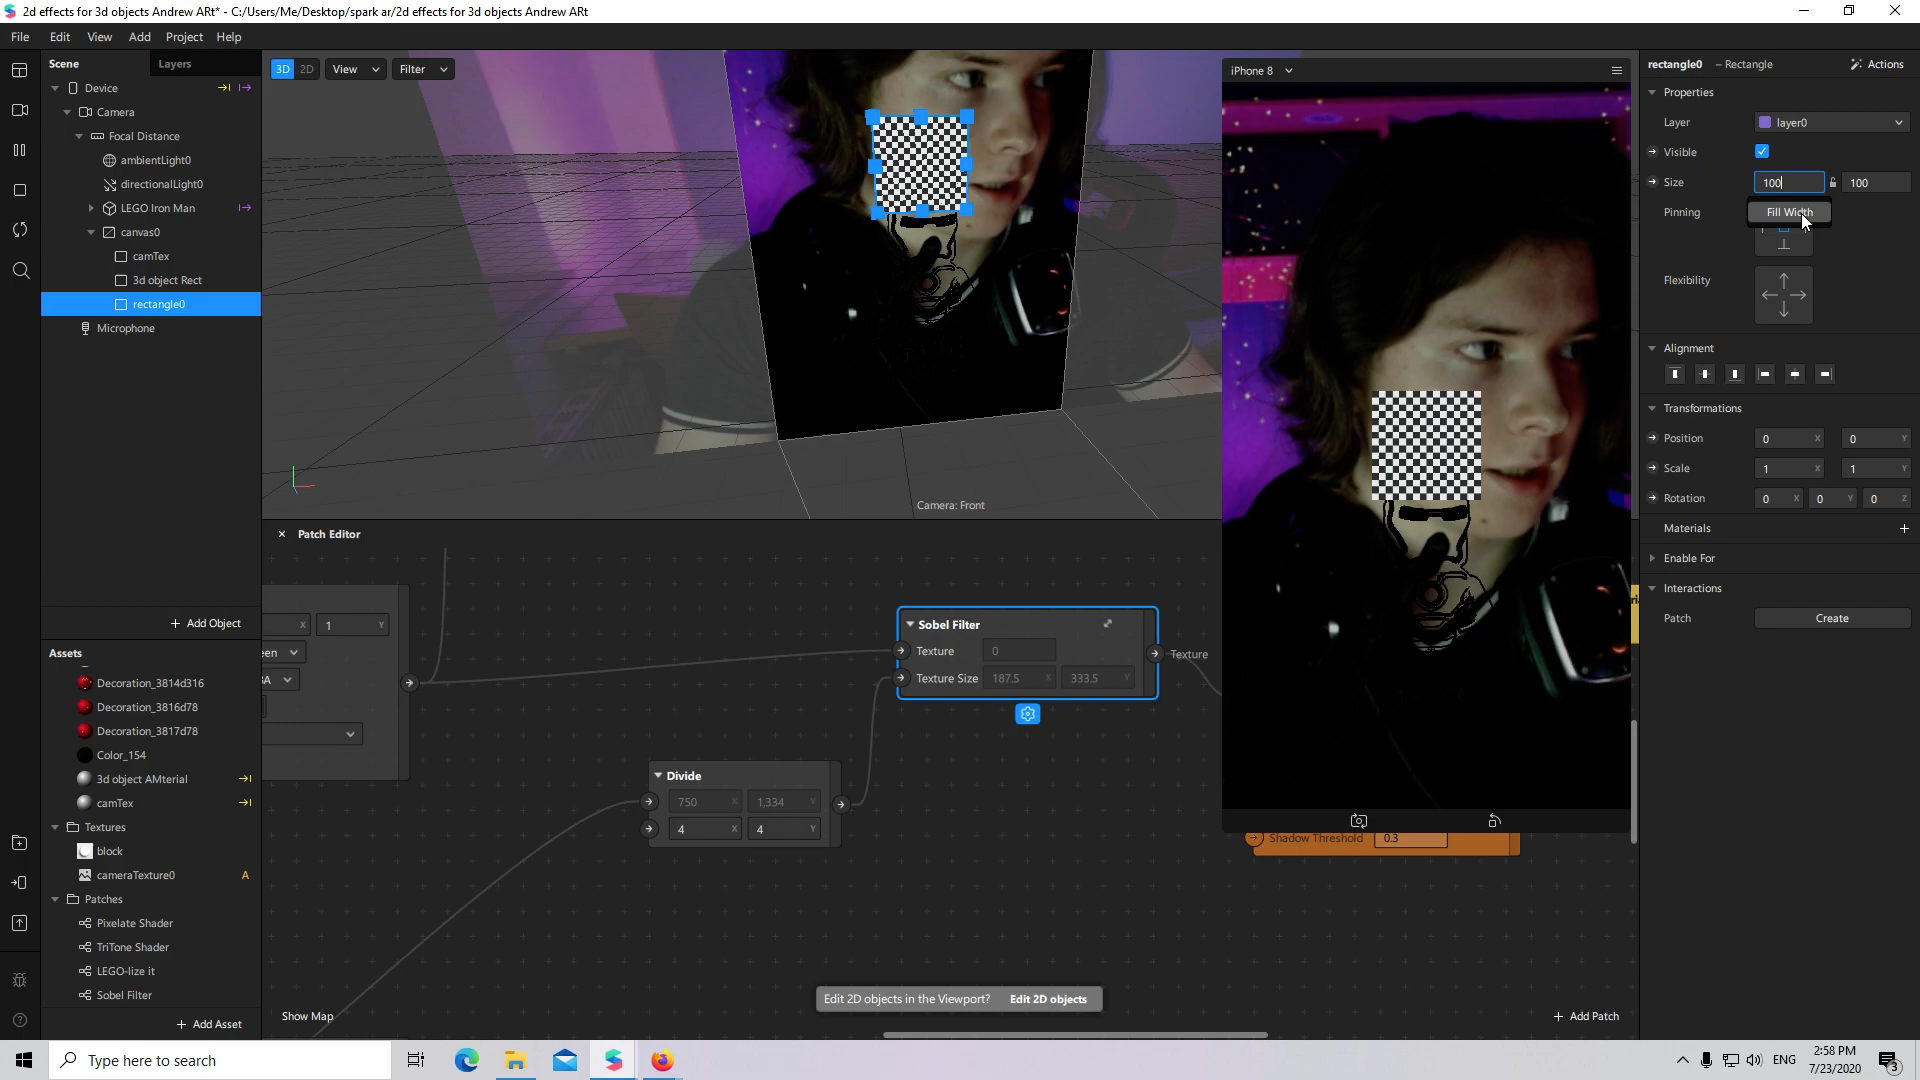 2d effects for 3d objects Andrew ARt* - C:/Users/Me/Desktop/spark ar/2d effects for 3d objects Andrew ARt
File Edit View Add Project Help
Scene Layers
Device
Camera
Focal Distance
ambientLight0
directionalLight0
LEGO Iron Man
canvas0
camTex
3d object Rect
rectangle0
Microphone
+ Add Object
Assets
Decoration_3814d316
Decoration_3816d78
Decoration_3817d78
Color_154
3d object AMterial
camTex
Textures
block
cameraTexture0 A
Patches
Pixelate Shader
TriTone Shader
LEGO-lize it
Sobel Filter
+ Add Asset
3D 2D View Filter
Camera: Front
iPhone 8
Patch Editor
X 1 Y
een
A
Sobel Filter
Texture 0
Texture Size 187.5 X 333.5 Y
Texture
Divide
750 X 1,334 Y
4 X 4 Y
Shadow Threshold 0.3
Edit 2D objects in the Viewport? Edit 2D objects
Show Map
+ Add Patch
rectangle0 – Rectangle Actions
Properties
Layer layer0
Visible
Size 100 100
Pinning
Fill Width
Flexibility
Alignment
Transformations
Position 0 X 0 Y
Scale 1 X 1 Y
Rotation 0 X 0 Y 0 Z
Materials +
Enable For
Interactions
Patch Create
Type here to search
ENG
2:58 PM
7/23/2020
3